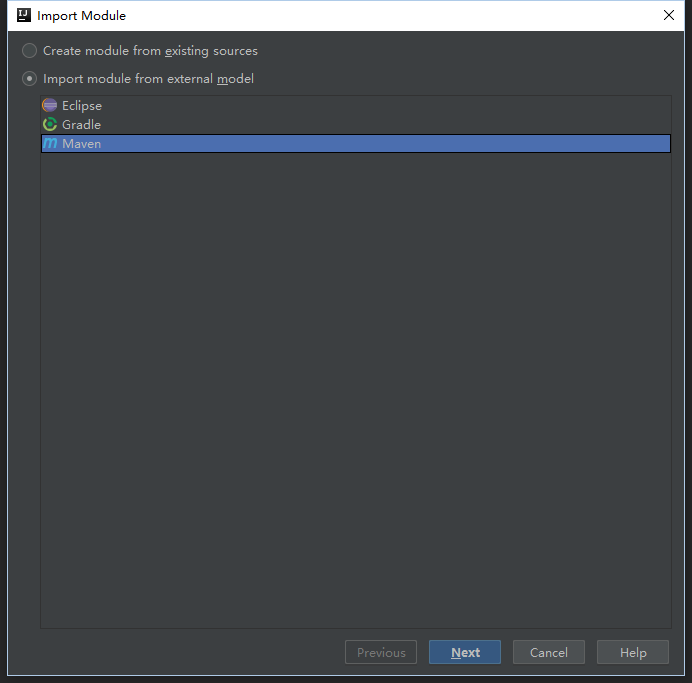 IJ Import Module
Create module from existing sources
Import module from external model
Eclipse
Gradle
m Maven
Previous Next Cancel Help